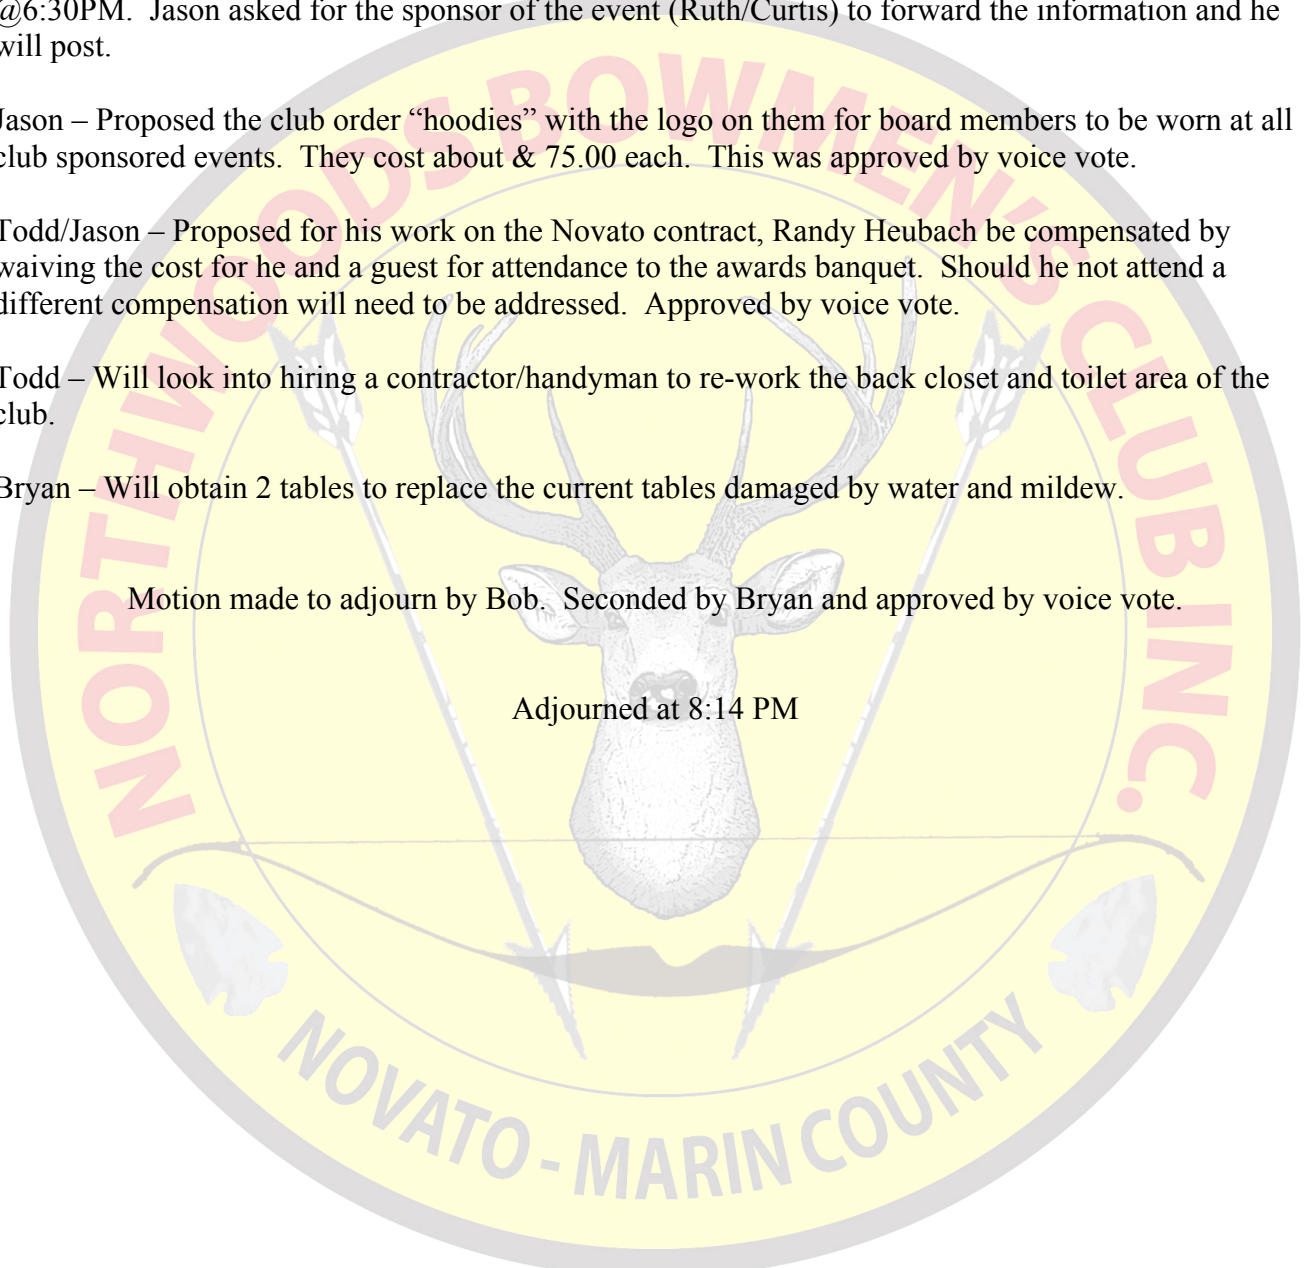 @6:30PM.  Jason asked for the sponsor of the event (Ruth/Curtis) to forward the information and he
will post.
Jason – Proposed the club order “hoodies” with the logo on them for board members to be worn at all
club sponsored events.  They cost about & 75.00 each.  This was approved by voice vote.
Todd/Jason – Proposed for his work on the Novato contract, Randy Heubach be compensated by
waiving the cost for he and a guest for attendance to the awards banquet.  Should he not attend a
different compensation will need to be addressed.  Approved by voice vote.
Todd – Will look into hiring a contractor/handyman to re-work the back closet and toilet area of the
club.
Bryan – Will obtain 2 tables to replace the current tables damaged by water and mildew.
Motion made to adjourn by Bob.  Seconded by Bryan and approved by voice vote.
Adjourned at 8:14 PM
NORTHWOODS BOWMEN'S CLUB INC.
NOVATO - MARIN COUNTY